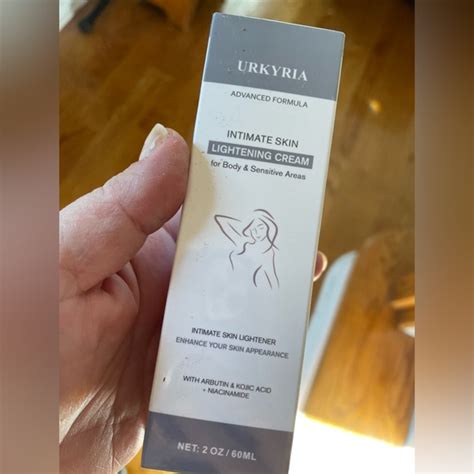 URKYRIA
ADVANCED FORMULA
INTIMATE SKIN
LIGHTENING CREAM
for Body & Sensitive Areas
INTIMATE SKIN LIGHTENER
ENHANCE YOUR SKIN APPEARANCE
WITH ARBUTIN & KOJIC ACID
+ NIACINAMIDE
NET: 2 OZ / 60ML